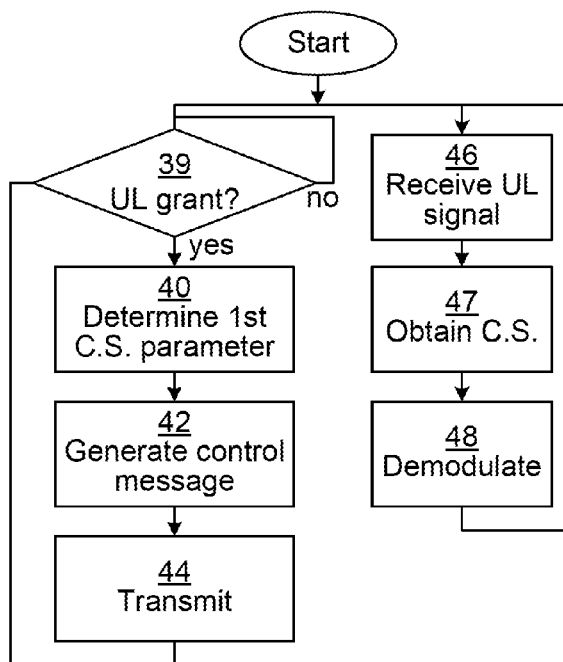 Start
39
UL grant?
no
yes
40
Determine 1st
C.S. parameter
42
Generate control
message
44
Transmit
46
Receive UL
signal
47
Obtain C.S.
48
Demodulate